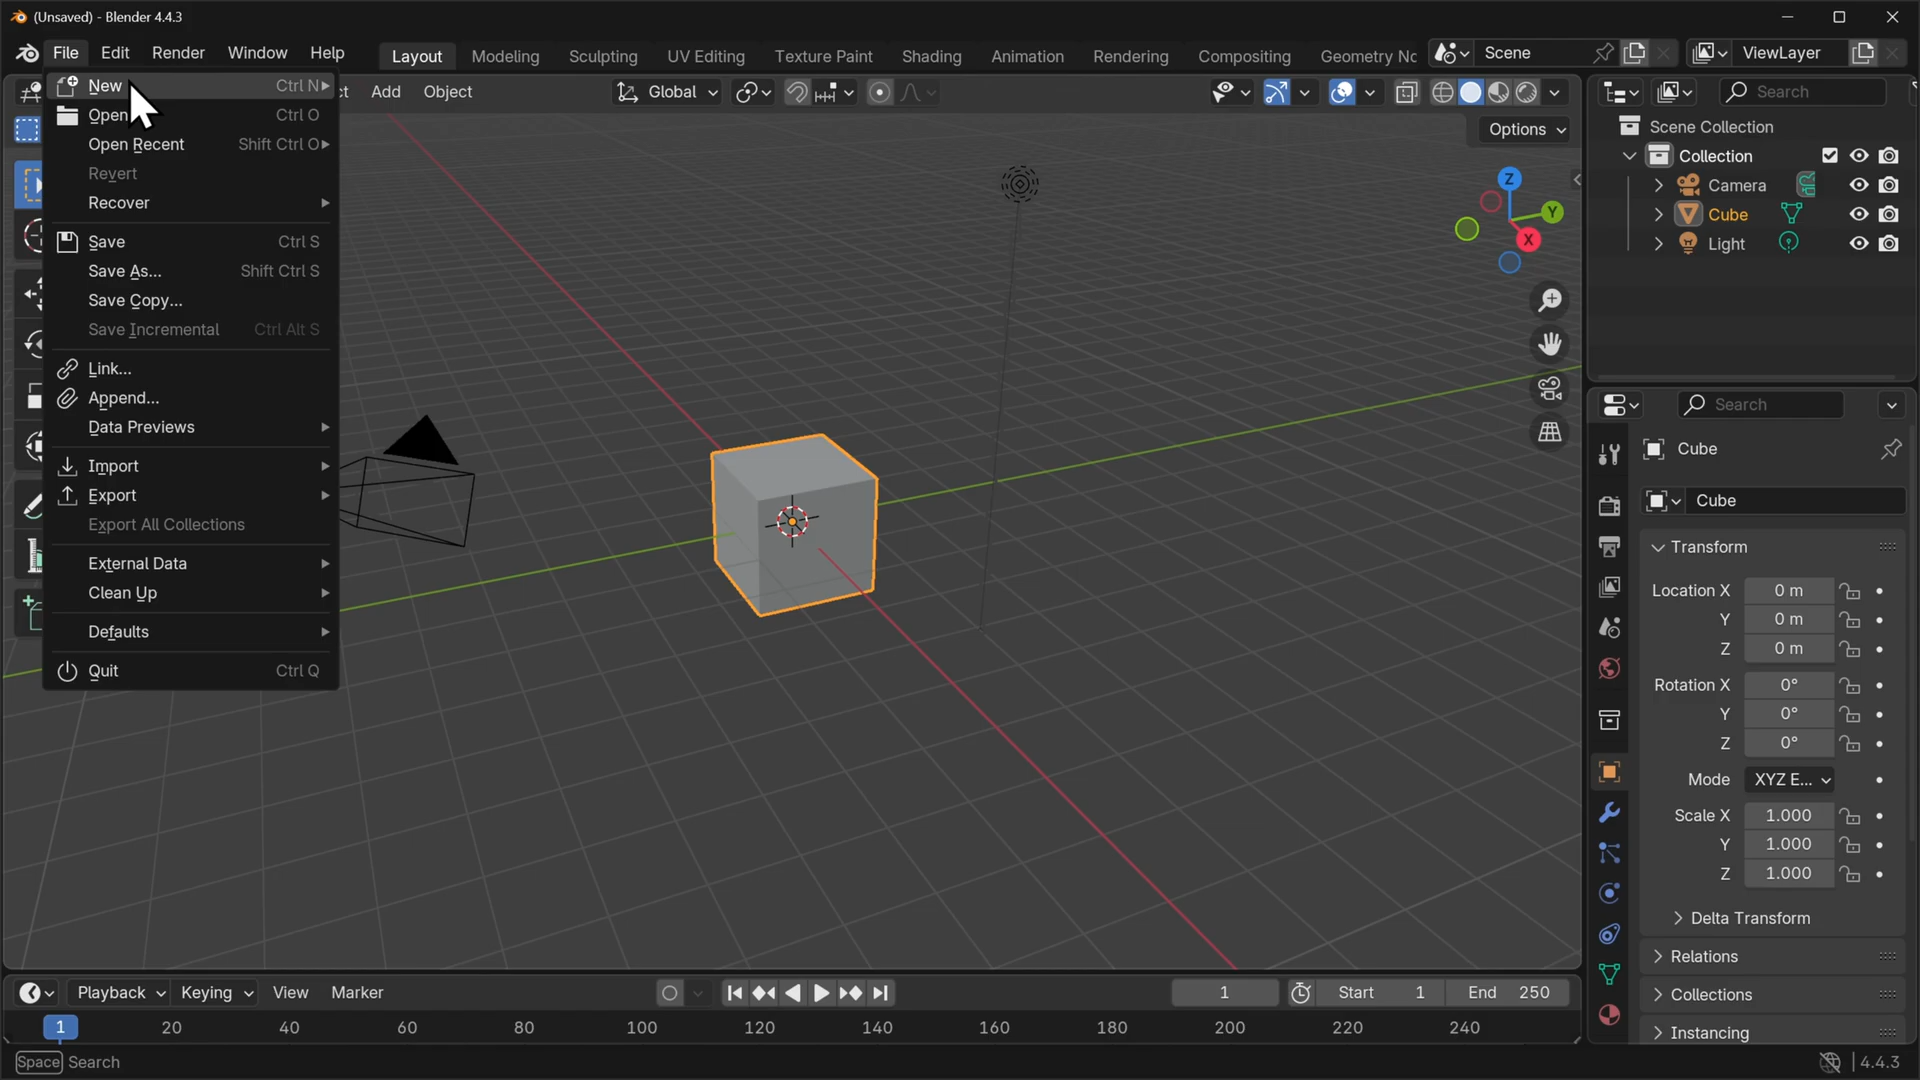 (Unsaved) - Blender 4.4.3
File Edit Render Window Help Layout Modeling Sculpting UV Editing Texture Paint Shading Animation Rendering Compositing Geometry No Scene ViewLayer
ct Add Object Global Search
Options
New Ctrl N
Open Ctrl O
Open Recent Shift Ctrl O
Revert
Recover
Save Ctrl S
Save As... Shift Ctrl S
Save Copy...
Save Incremental Ctrl Alt S
Link...
Append...
Data Previews
Import
Export
Export All Collections
External Data
Clean Up
Defaults
Quit Ctrl Q
Z
Y
X
Scene Collection
Collection
Camera
Cube
Light
Search
Cube
Cube
Transform
Location X 0 m
Y 0 m
Z 0 m
Rotation X 0°
Y 0°
Z 0°
Mode XYZ E...
Scale X 1.000
Y 1.000
Z 1.000
Delta Transform
Relations
Collections
Instancing
Playback Keying View Marker 1 Start 1 End 250
1 20 40 60 80 100 120 140 160 180 200 220 240
Space Search 4.4.3